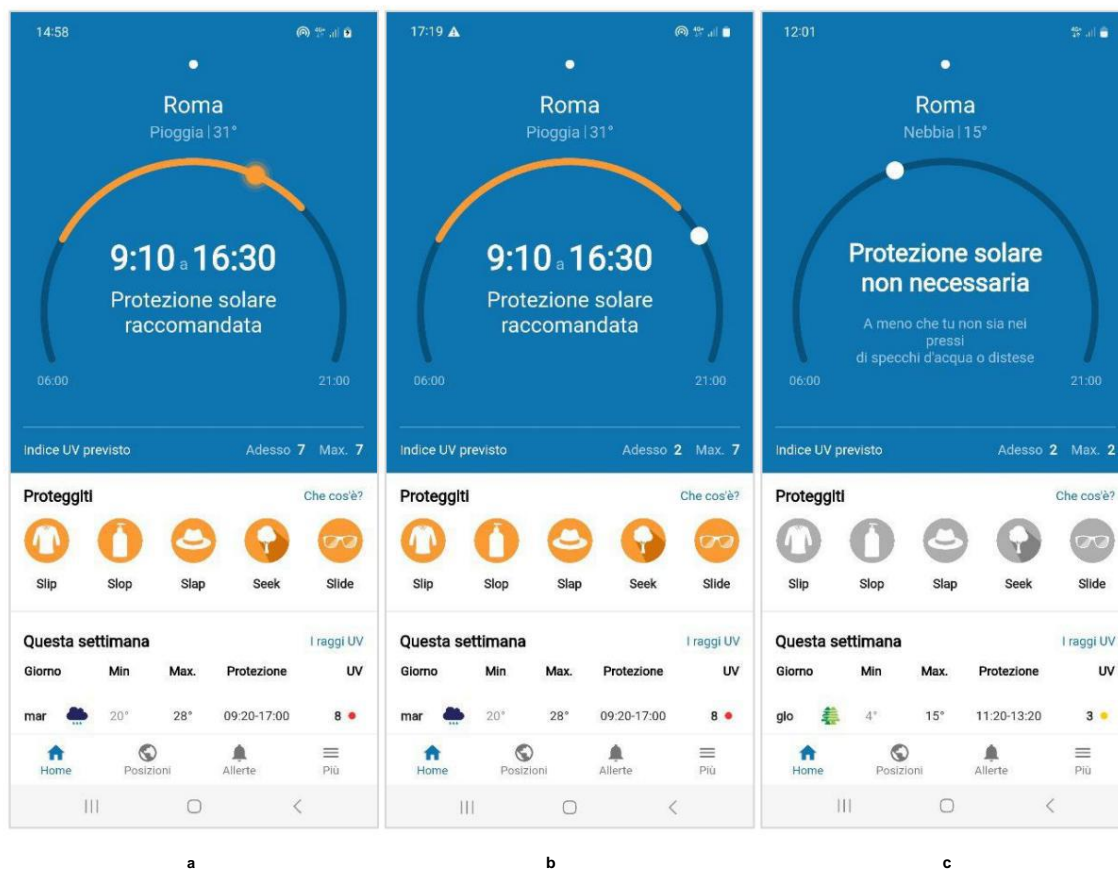 14:58
Roma
Pioggia | 31°
9:10 a 16:30
Protezione solare
raccomandata
06:00 21:00
Indice UV previsto Adesso 7 Max. 7
Proteggiti Che cos'è?
Slip Slop Slap Seek Slide
Questa settimana I raggi UV
Giorno Min Max. Protezione UV
mar 20° 28° 09:20-17:00 8
Home Posizioni Allerte Più
a
17:19
Roma
Pioggia | 31°
9:10 a 16:30
Protezione solare
raccomandata
06:00 21:00
Indice UV previsto Adesso 2 Max. 7
Proteggiti Che cos'è?
Slip Slop Slap Seek Slide
Questa settimana I raggi UV
Giorno Min Max. Protezione UV
mar 20° 28° 09:20-17:00 8
Home Posizioni Allerte Più
b
12:01
Roma
Nebbia | 15°
Protezione solare
non necessaria
A meno che tu non sia nei
pressi
di specchi d'acqua o distese
06:00 21:00
Indice UV previsto Adesso 2 Max. 2
Proteggiti Che cos'è?
Slip Slop Slap Seek Slide
Questa settimana I raggi UV
Giorno Min Max. Protezione UV
gio 4° 15° 11:20-13:20 3
Home Posizioni Allerte Più
c